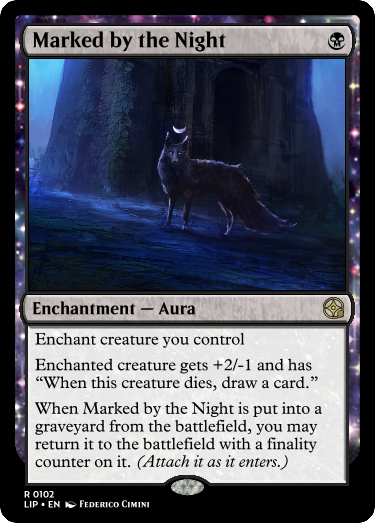 Marked by the Night
Enchantment — Aura
Enchant creature you control
Enchanted creature gets +2/-1 and has
“When this creature dies, draw a card.”
When Marked by the Night is put into a
graveyard from the battlefield, you may
return it to the battlefield with a finality
counter on it. (Attach it as it enters.)
R 0102
LIP • EN Federico Cimini